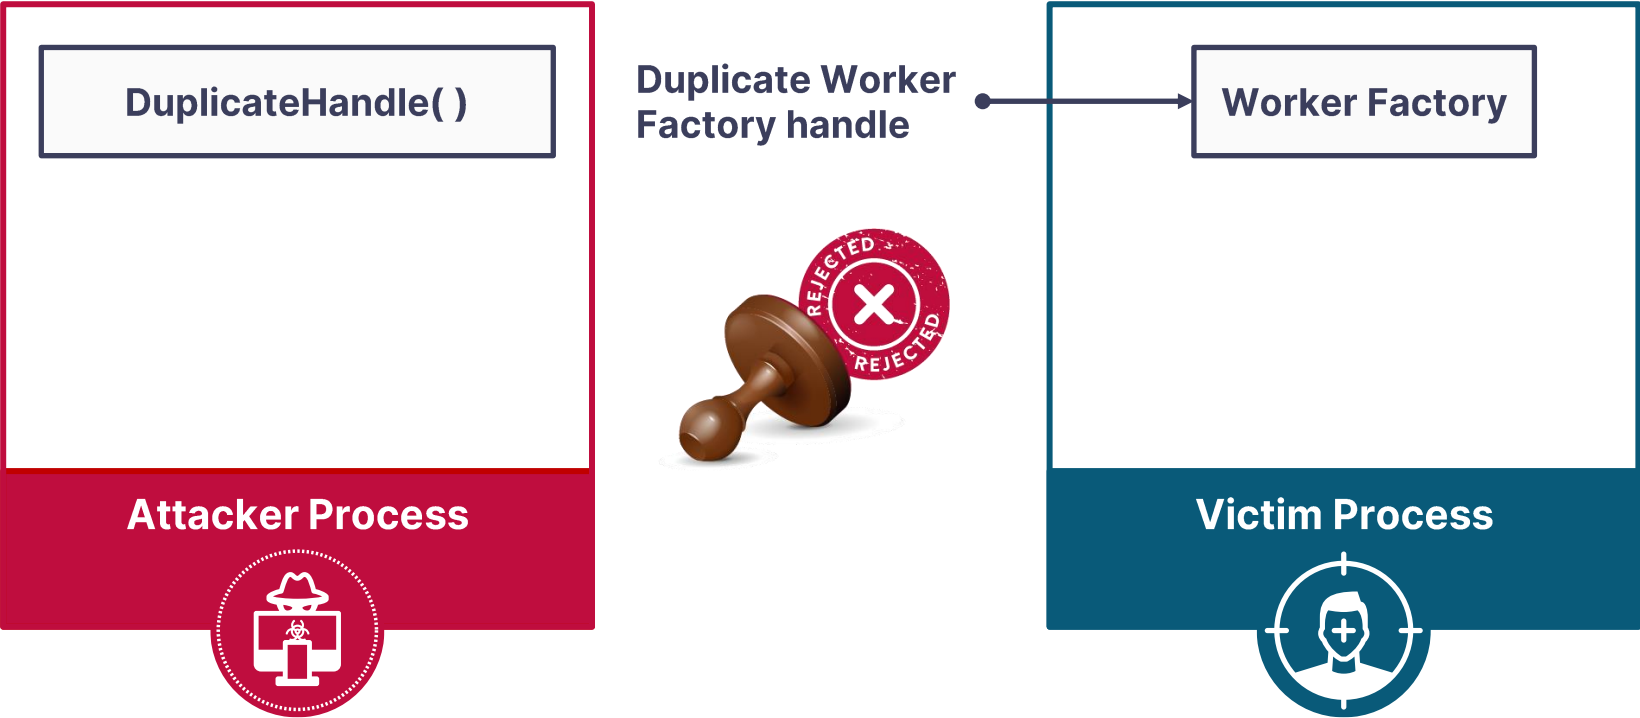 DuplicateHandle( )
Duplicate Worker
Factory handle
Worker Factory
REJECTED
REJECTED
Attacker Process
Victim Process